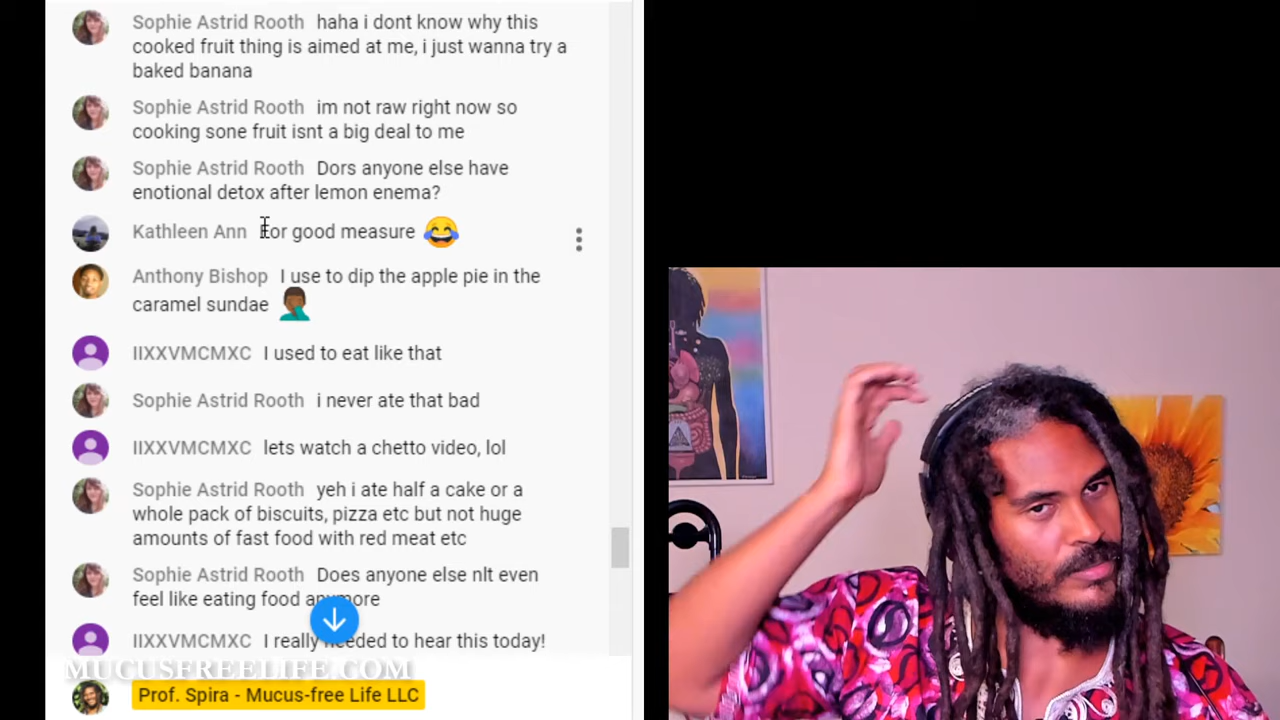 Sophie Astrid Rooth haha i dont know why this
cooked fruit thing is aimed at me, i just wanna try a
baked banana
Sophie Astrid Rooth im not raw right now so
cooking sone fruit isnt a big deal to me
Sophie Astrid Rooth Dors anyone else have
enotional detox after lemon enema?
Kathleen Ann For good measure 😂
Anthony Bishop I use to dip the apple pie in the
caramel sundae 🤦🏾‍♂️
IIXXVMCMXC I used to eat like that
Sophie Astrid Rooth i never ate that bad
IIXXVMCMXC lets watch a chetto video, lol
Sophie Astrid Rooth yeh i ate half a cake or a
whole pack of biscuits, pizza etc but not huge
amounts of fast food with red meat etc
Sophie Astrid Rooth Does anyone else nlt even
feel like eating food anymore
IIXXVMCMXC I really needed to hear this today!
MUCUSFREELIFE.COM
Prof. Spira - Mucus-free Life LLC